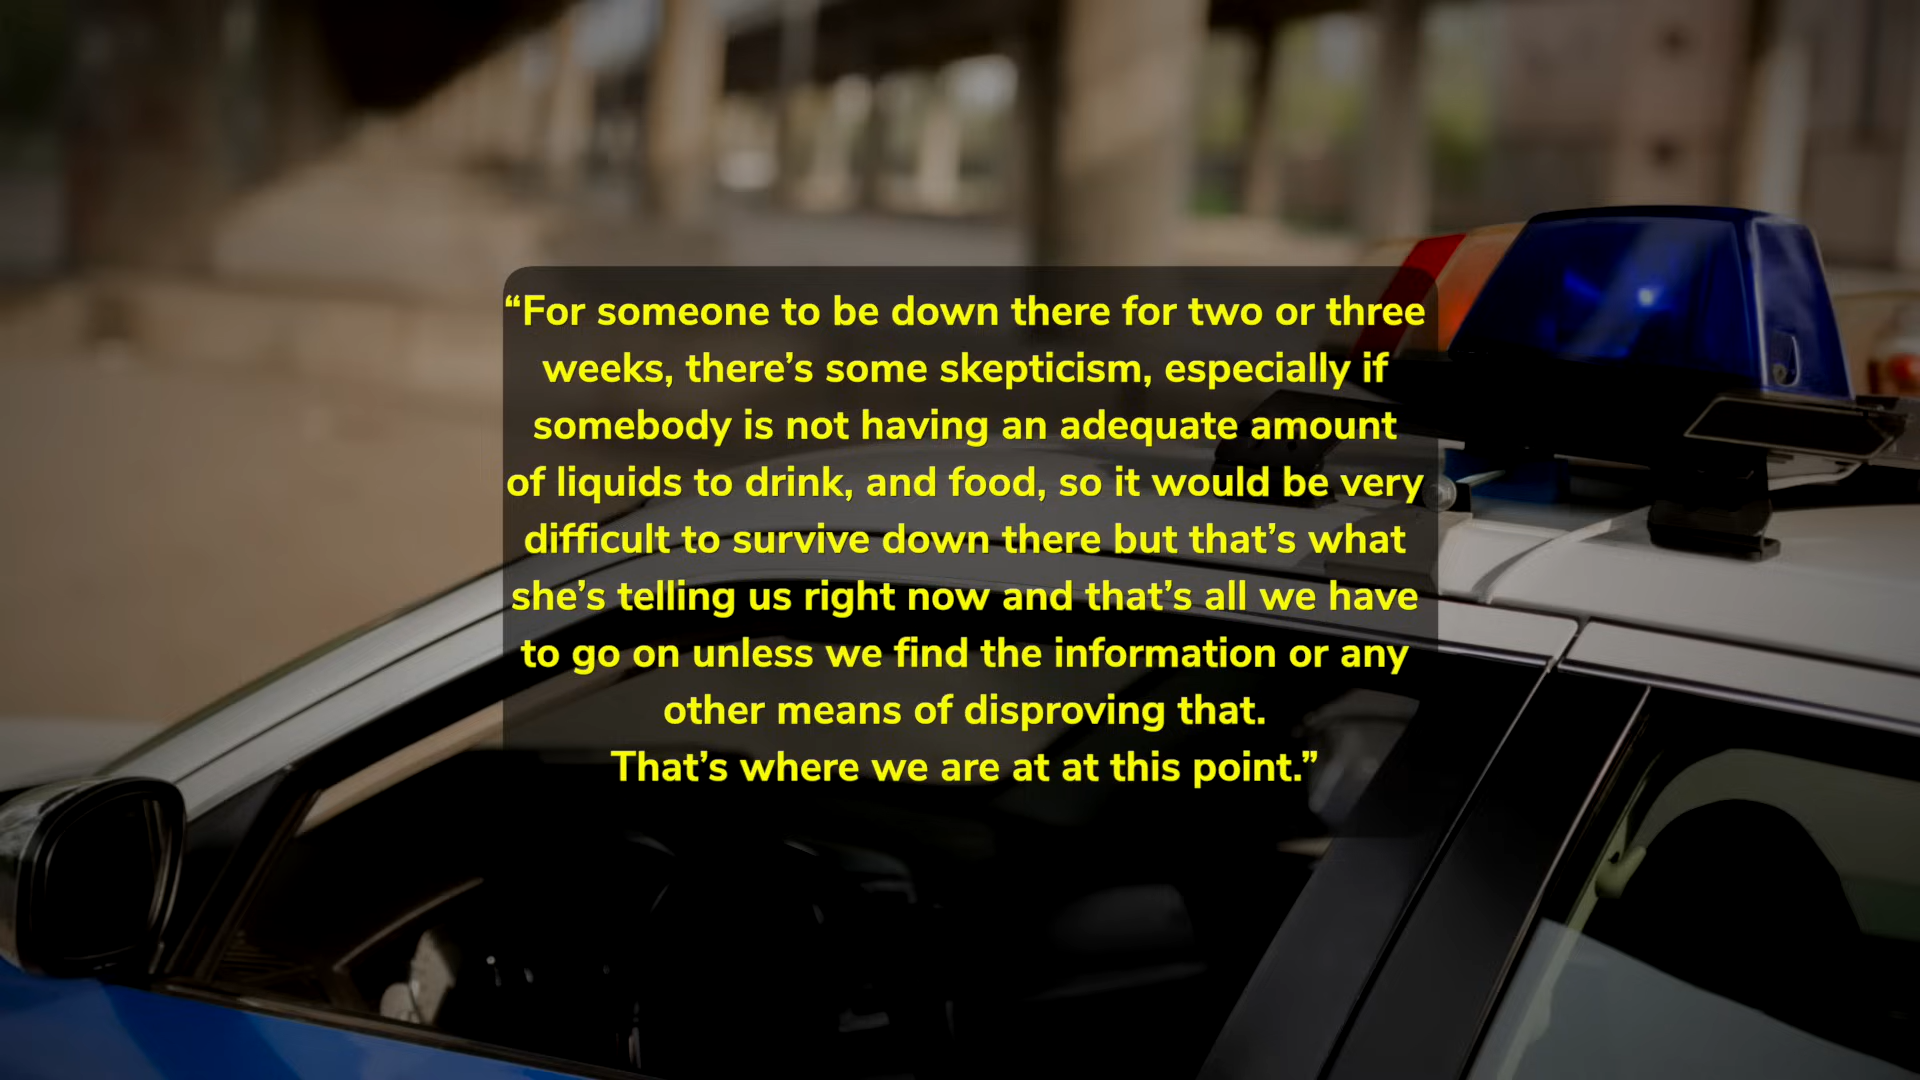 “For someone to be down there for two or three
weeks, there’s some skepticism, especially if
somebody is not having an adequate amount
of liquids to drink, and food, so it would be very
difficult to survive down there but that’s what
she’s telling us right now and that’s all we have
to go on unless we find the information or any
other means of disproving that.
That’s where we are at at this point.”